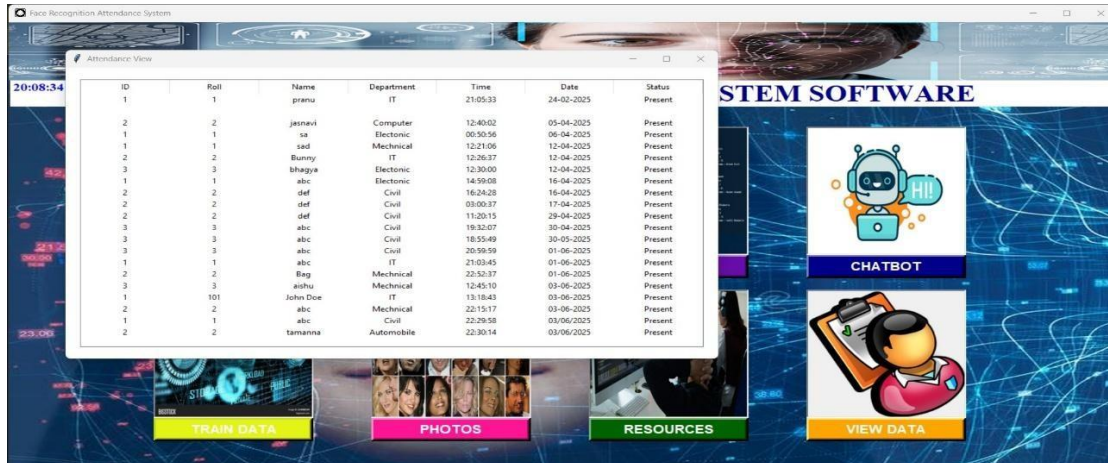 Face Recognition Attendance System
Attendance View
20:08:34
STEM SOFTWARE
ID Roll Name Department Time Date Status
1 1 pranu IT 21:05:33 24-02-2025 Present
2 2 jasnavi Computer 12:40:02 05-04-2025 Present
1 1 sa Electonic 00:50:56 06-04-2025 Present
1 1 sad Mechnical 12:21:06 12-04-2025 Present
2 2 Bunny IT 12:26:37 12-04-2025 Present
3 3 bhagya Electonic 12:30:00 12-04-2025 Present
1 1 abc Electonic 14:59:08 16-04-2025 Present
2 2 def Civil 16:24:28 16-04-2025 Present
2 2 def Civil 03:00:37 17-04-2025 Present
2 2 def Civil 11:20:15 29-04-2025 Present
3 3 abc Civil 19:32:07 30-04-2025 Present
3 3 abc Civil 18:55:49 30-05-2025 Present
3 3 abc Civil 20:59:59 01-06-2025 Present
1 1 abc IT 21:03:45 01-06-2025 Present
2 2 Bag Mechnical 22:52:37 01-06-2025 Present
3 3 aishu Mechnical 12:45:10 03-06-2025 Present
1 101 John Doe IT 13:18:43 03-06-2025 Present
2 2 abc Mechnical 22:15:17 03-06-2025 Present
1 1 abc Civil 22:29:58 03/06/2025 Present
2 2 tamanna Automobile 22:30:14 03/06/2025 Present
HI!
CHATBOT
23.06
TRAIN DATA
PHOTOS
RESOURCES
VIEW DATA